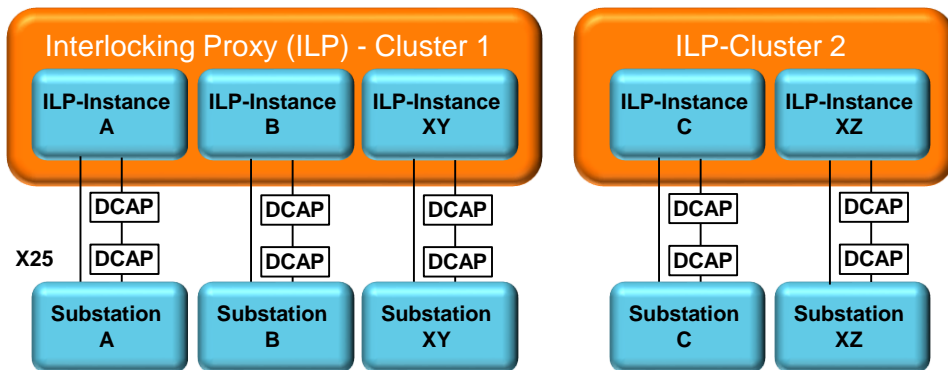 Interlocking Proxy (ILP) - Cluster 1
ILP-Cluster 2
ILP-Instance
A
ILP-Instance
B
ILP-Instance
XY
ILP-Instance
C
ILP-Instance
XZ
DCAP
DCAP
DCAP
DCAP
DCAP
X25
DCAP
DCAP
DCAP
DCAP
DCAP
Substation
A
Substation
B
Substation
XY
Substation
C
Substation
XZ